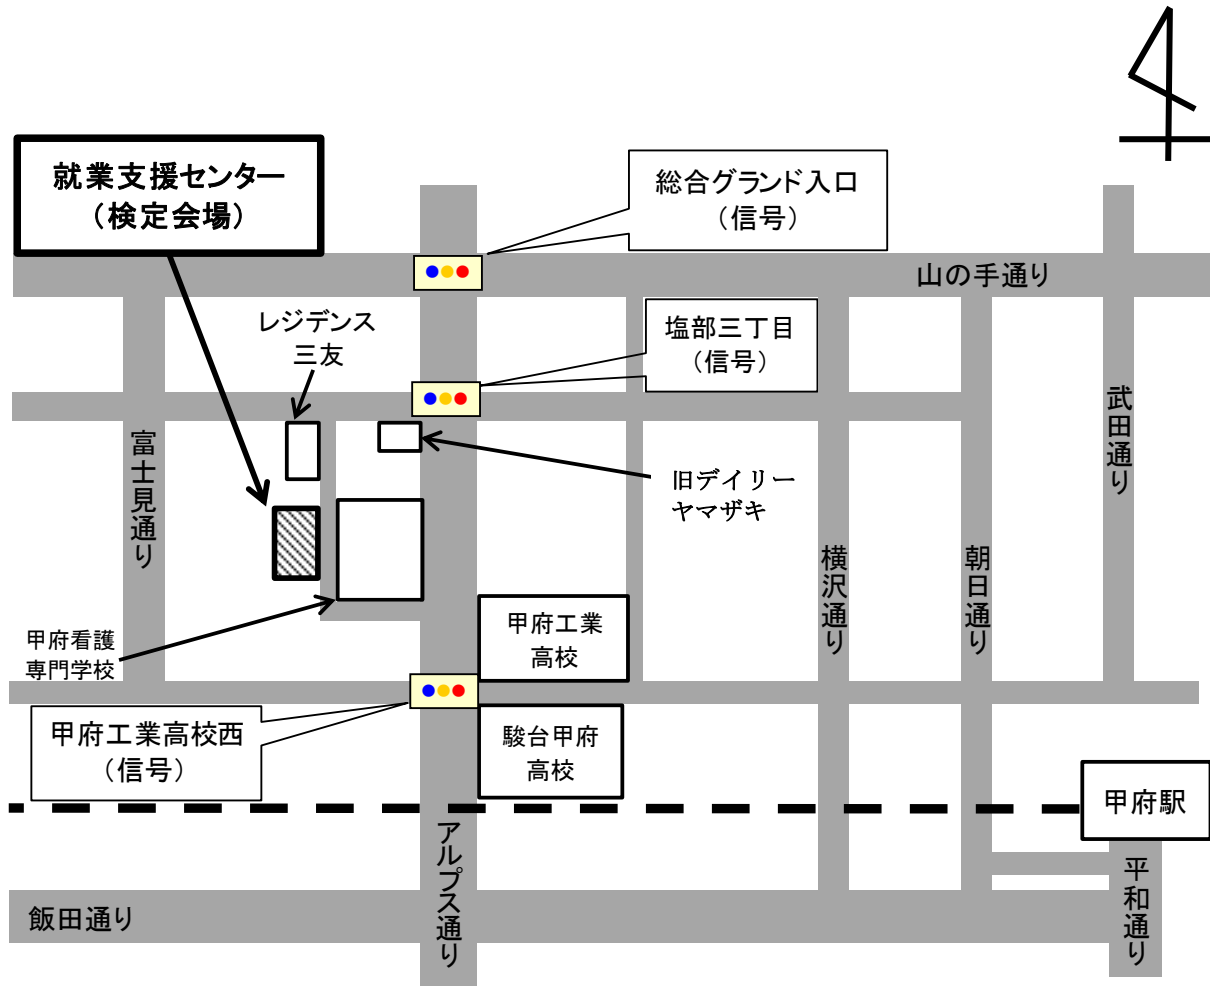 就業支援センター
（検定会場）
総合グランド入口
（信号）
山の手通り
レジデンス
三友
塩部三丁目
（信号）
武田通り
富士見通り
旧デイリー
ヤマザキ
横沢通り
朝日通り
甲府看護
専門学校
甲府工業
高校
甲府工業高校西
（信号）
駿台甲府
高校
甲府駅
アルプス通り
平和通り
飯田通り